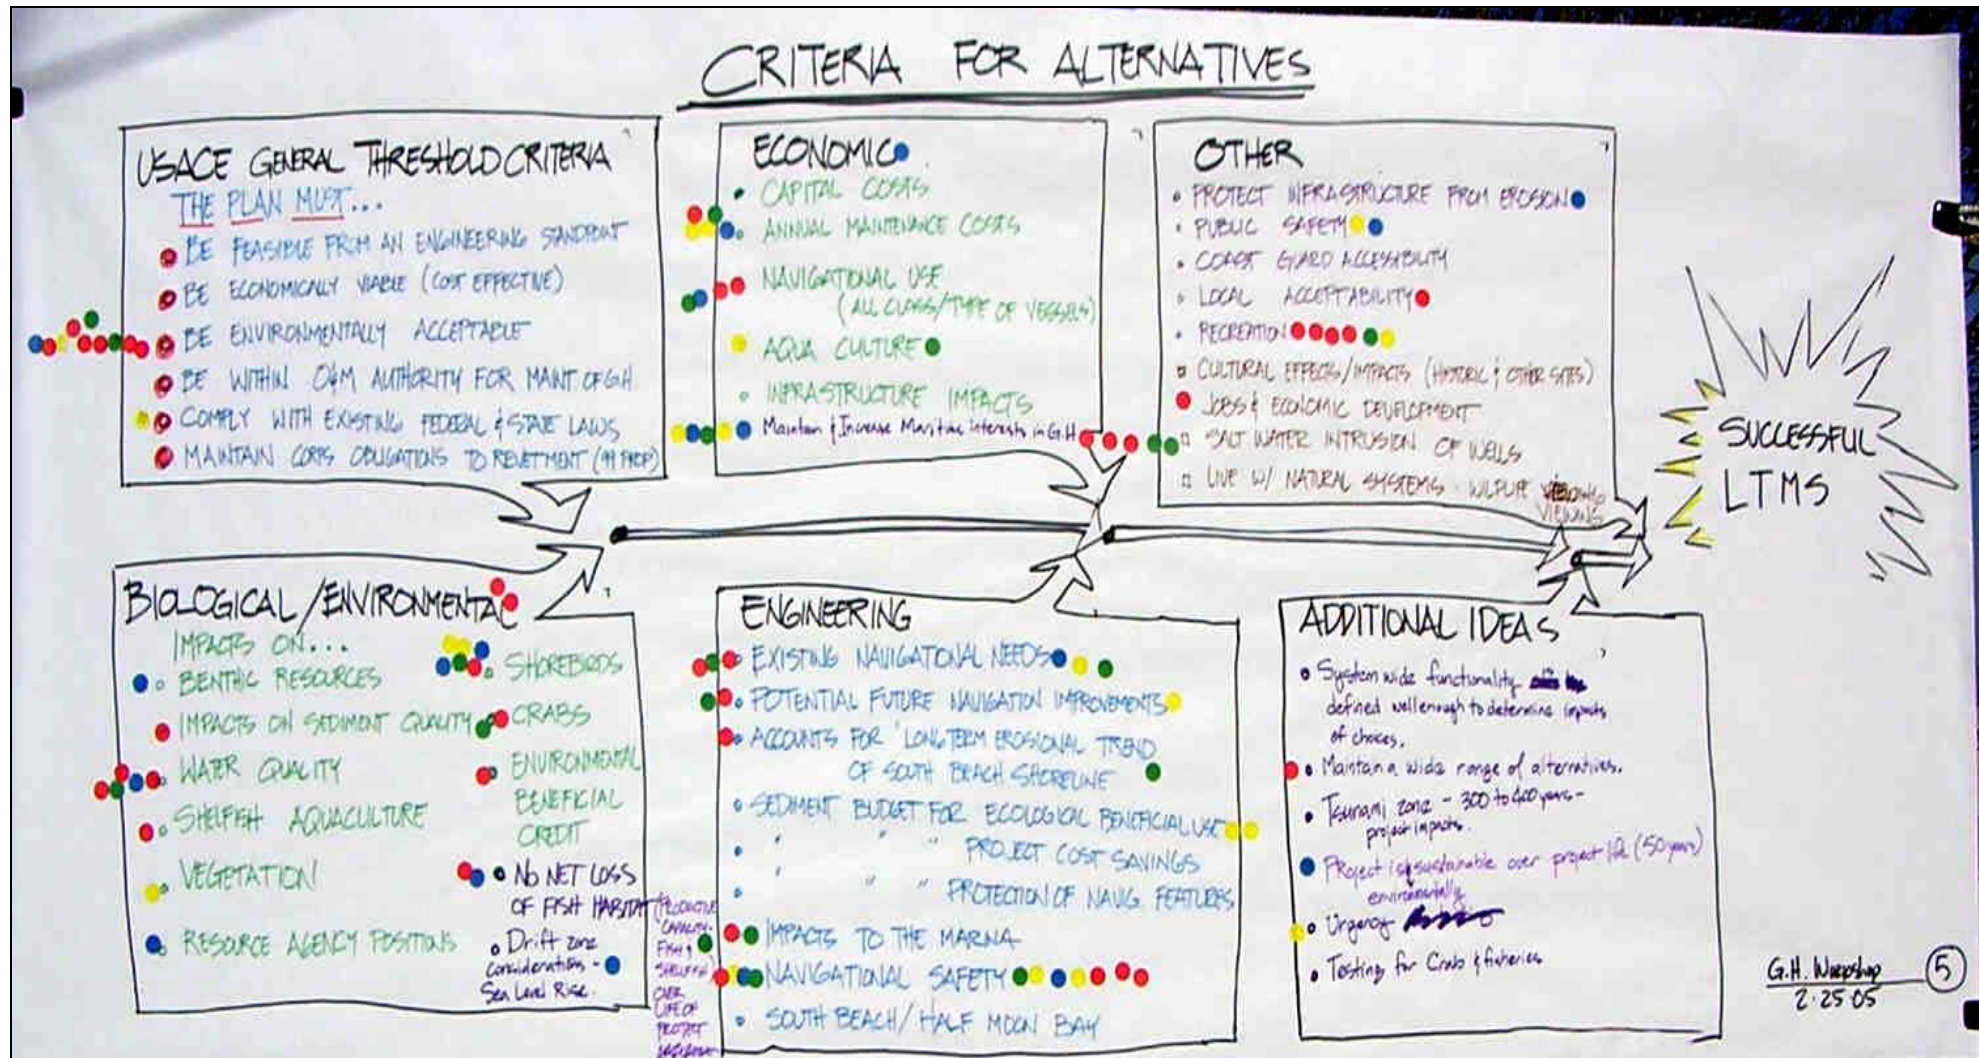 CRITERIA FOR ALTERNATIVES
USACE GENERAL THRESHOLD CRITERIA
THE PLAN MUST...
BE FEASIBLE FROM AN ENGINEERING STANDPOINT
BE ECONOMICALLY VIABLE (COST EFFECTIVE)
BE ENVIRONMENTALLY ACCEPTABLE
BE WITHIN O&M AUTHORITY FOR MAINT OF G.H
COMPLY WITH EXISTING FEDERAL & STATE LAWS
MAINTAIN CORPS OBLIGATIONS TO REVETMENT (99 PROP)
ECONOMIC
CAPITAL COSTS
ANNUAL MAINTENANCE COSTS
NAVIGATIONAL USE
(ALL CLASS/TYPE OF VESSELS)
AQUA CULTURE
INFRASTRUCTURE IMPACTS
Maintain & Increase Maritime interests in G.H
OTHER
PROTECT INFRASTRUCTURE FROM EROSION
PUBLIC SAFETY
COAST GUARD ACCESSIBILITY
LOCAL ACCEPTABILITY
RECREATION
CULTURAL EFFECTS/IMPACTS (HISTORIC & OTHER SITES)
JOBS & ECONOMIC DEVELOPMENT
SALT WATER INTRUSION OF WELLS
LIVE W/ NATURAL SYSTEMS - WILDLIFE
VIEWING
SUCCESSFUL
LTMS
BIOLOGICAL/ENVIRONMENTAL
IMPACTS ON...
BENTHIC RESOURCES
IMPACTS ON SEDIMENT QUALITY
WATER QUALITY
SHELFISH AQUACULTURE
VEGETATION
RESOURCE AGENCY POSITIONS
SHOREBIRDS
CRABS
ENVIRONMENTAL
BENEFICIAL
CREDIT
NO NET LOSS
OF FISH HABITAT
Drift zone
considerations -
Sea Level Rise.
PRODUCTIVE
CAPACITY.
FISH &
SHELLFISH
OVER
LIFE OF
PROJECT
ENGINEERING
EXISTING NAVIGATIONAL NEEDS
POTENTIAL FUTURE NAVIGATION IMPROVEMENTS
ACCOUNTS FOR LONG TERM EROSIONAL TREND
OF SOUTH BEACH SHORELINE
SEDIMENT BUDGET FOR ECOLOGICAL BENEFICIAL USE
" " " PROJECT COST SAVINGS
" " " PROTECTION OF NAVIG. FEATURES
IMPACTS TO THE MARINA
NAVIGATIONAL SAFETY
SOUTH BEACH/HALF MOON BAY
ADDITIONAL IDEAS
System wide functionality
defined well enough to determine impacts
of choices.
Maintain a wide range of alternatives.
Tsunami zone - 300 to 400 years -
project impacts.
Project is sustainable over project life (50 years)
environmentally
Urgency
Testing for Crab & fisheries
G.H. Workshop
2.25 05
5